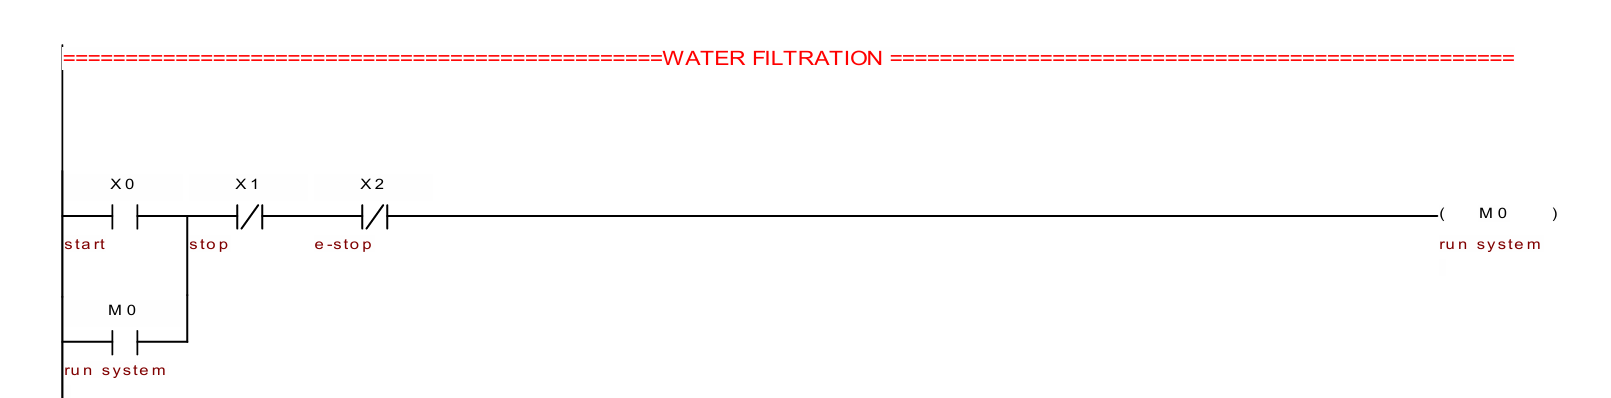 ================================================WATER FILTRATION ==================================================
X0 X1 X2
( M0 )
start stop e-stop run system
M0
run system